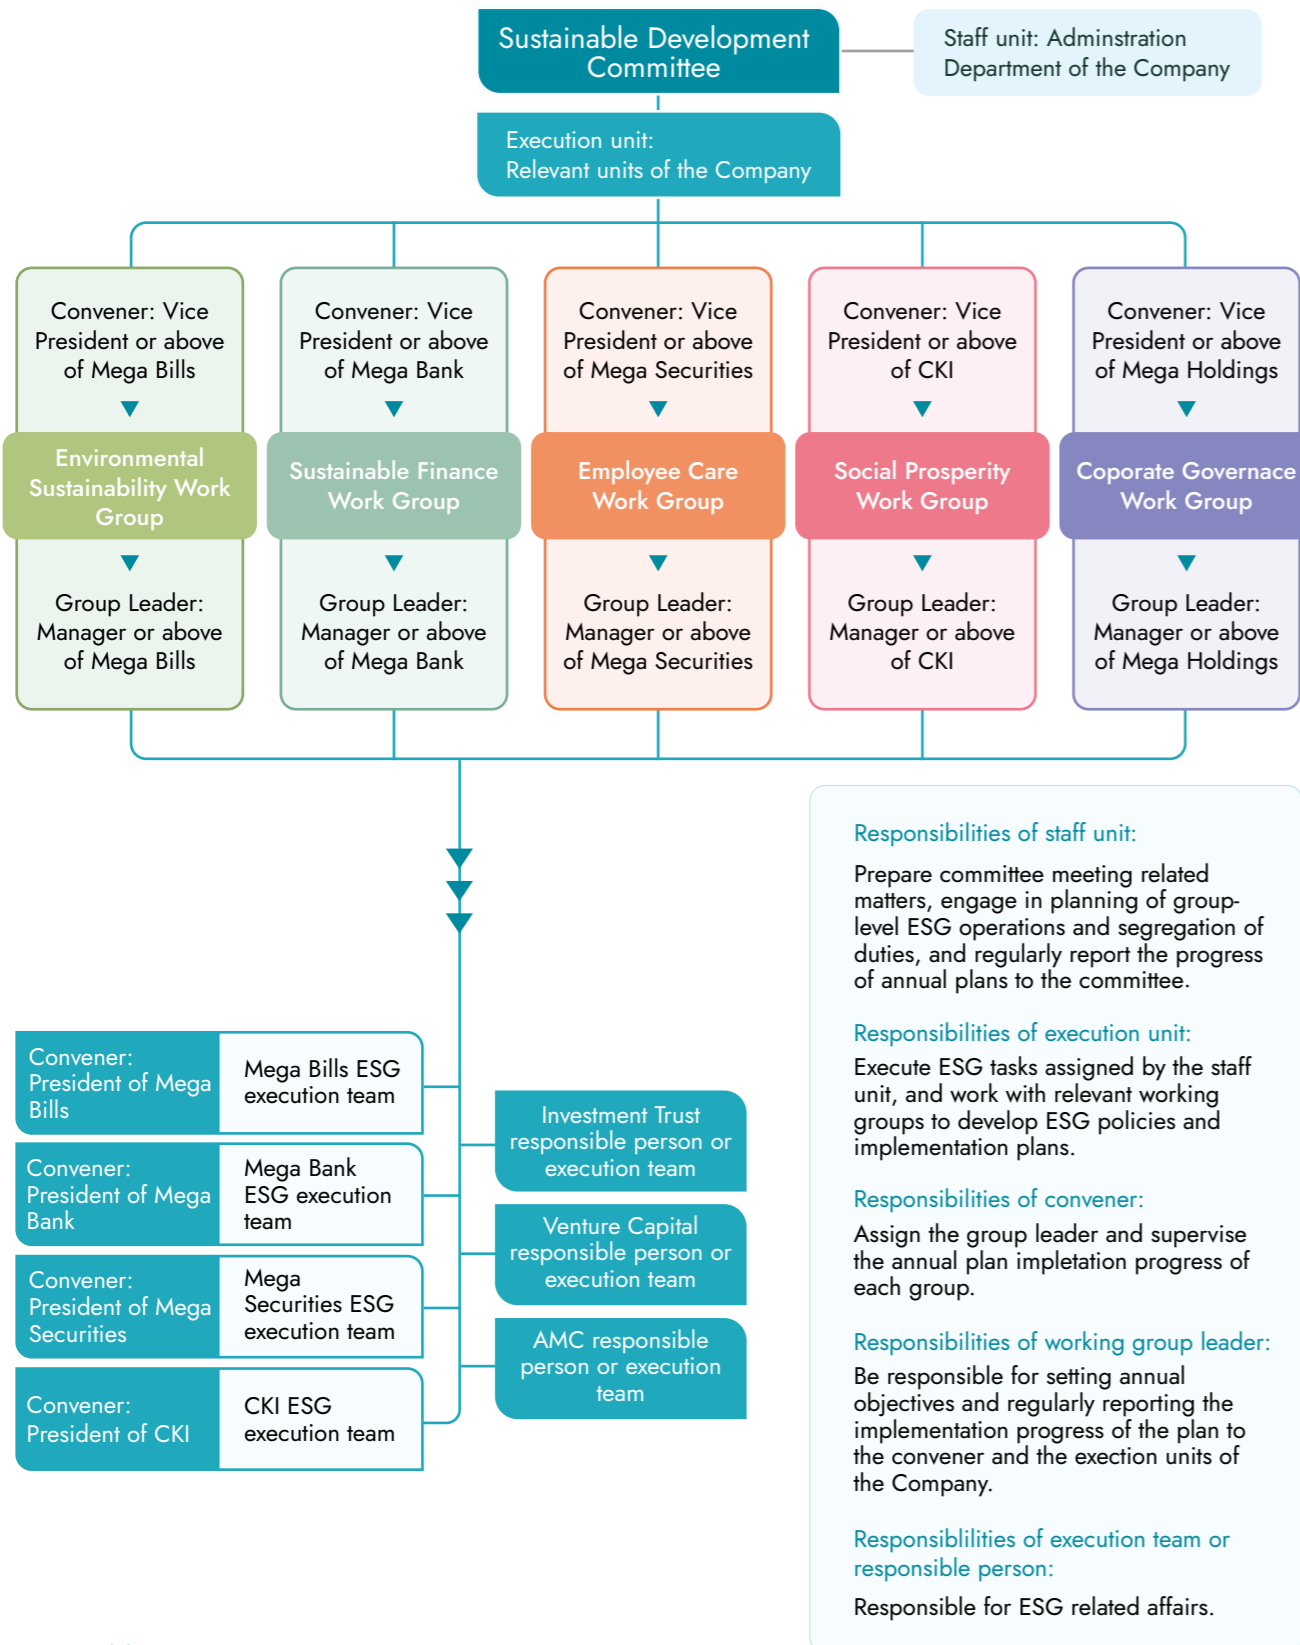 Sustainable Development
Committee
Staff unit: Adminstration
Department of the Company
Execution unit:
Relevant units of the Company
Convener: Vice
President or above
of Mega Bills
Environmental
Sustainability Work
Group
Group Leader:
Manager or above
of Mega Bills
Convener: Vice
President or above
of Mega Bank
Sustainable Finance
Work Group
Group Leader:
Manager or above
of Mega Bank
Convener: Vice
President or above
of Mega Securities
Employee Care
Work Group
Group Leader:
Manager or above
of Mega Securities
Convener: Vice
President or above
of CKI
Social Prosperity
Work Group
Group Leader:
Manager or above
of CKI
Convener: Vice
President or above
of Mega Holdings
Coporate Governace
Work Group
Group Leader:
Manager or above
of Mega Holdings
Convener:
President of Mega
Bills
Mega Bills ESG
execution team
Convener:
President of Mega
Bank
Mega Bank
ESG execution
team
Convener:
President of Mega
Securities
Mega
Securities ESG
execution team
Convener:
President of CKI
CKI ESG
execution team
Investment Trust
responsible person or
execution team
Venture Capital
responsible person or
execution team
AMC responsible
person or execution
team
Responsibilities of staff unit:
Prepare committee meeting related
matters, engage in planning of group-
level ESG operations and segregation of
duties, and regularly report the progress
of annual plans to the committee.
Responsibilities of execution unit:
Execute ESG tasks assigned by the staff
unit, and work with relevant working
groups to develop ESG policies and
implementation plans.
Responsibilities of convener:
Assign the group leader and supervise
the annual plan impletation progress of
each group.
Responsibilities of working group leader:
Be responsible for setting annual
objectives and regularly reporting the
implementation progress of the plan to
the convener and the exection units of
the Company.
Responsiblilities of execution team or
responsible person:
Responsible for ESG related affairs.